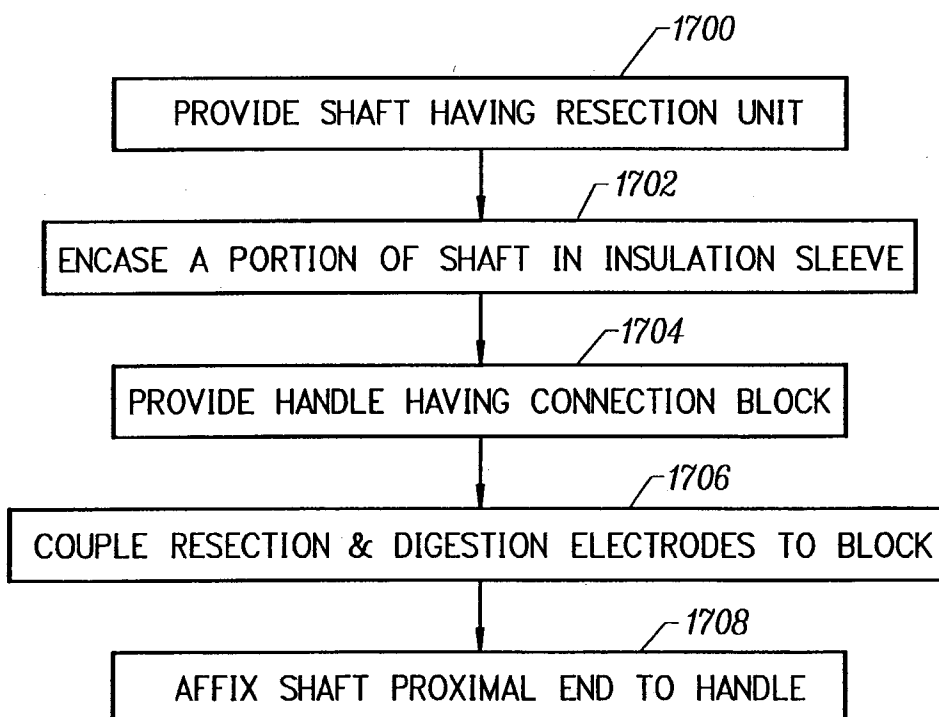 1700
PROVIDE SHAFT HAVING RESECTION UNIT
1702
ENCASE A PORTION OF SHAFT IN INSULATION SLEEVE
1704
PROVIDE HANDLE HAVING CONNECTION BLOCK
1706
COUPLE RESECTION & DIGESTION ELECTRODES TO BLOCK
1708
AFFIX SHAFT PROXIMAL END TO HANDLE